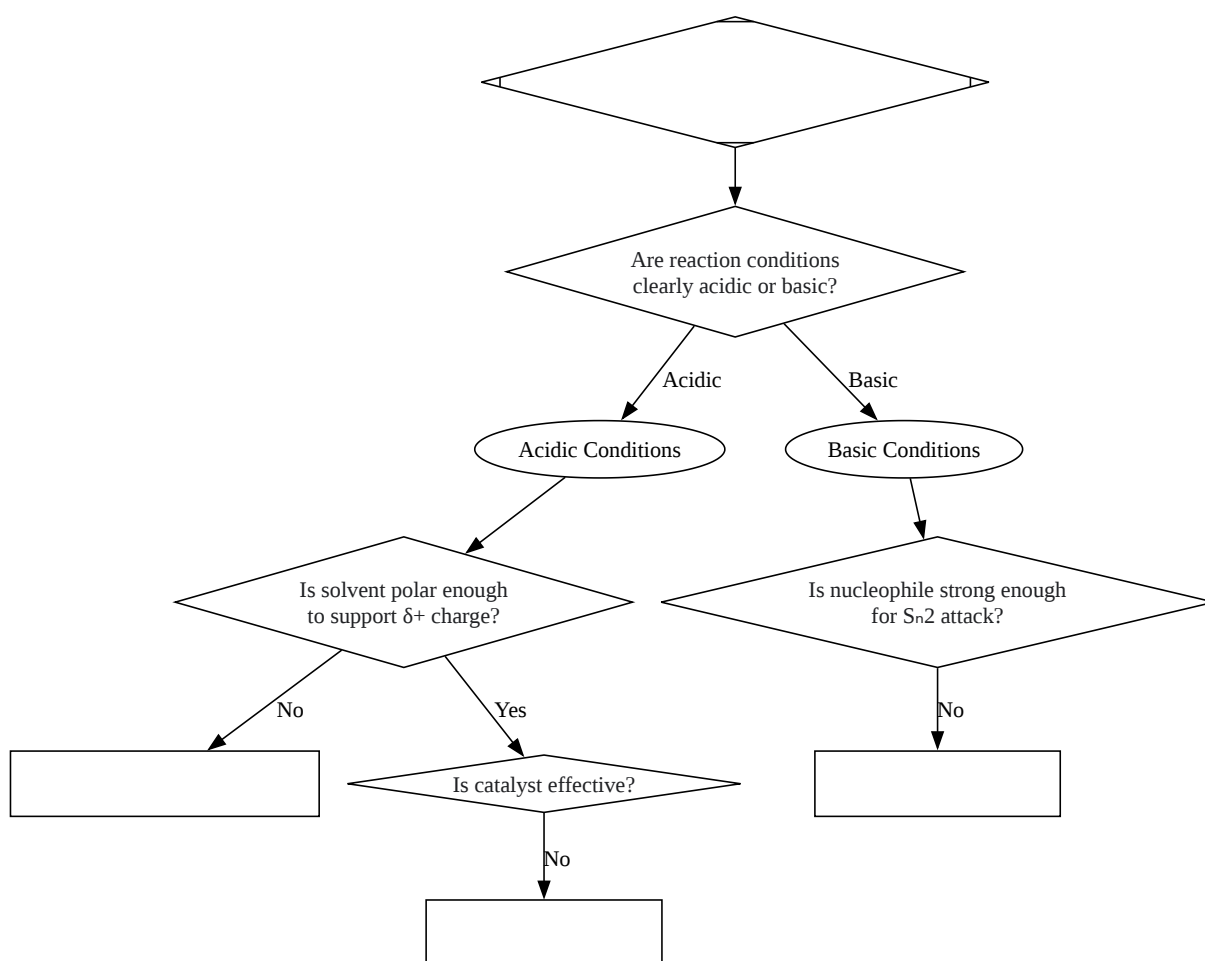 Are reaction conditions
clearly acidic or basic?
Acidic
Basic
Acidic Conditions
Basic Conditions
Is solvent polar enough
to support δ+ charge?
Is nucleophile strong enough
for Sₙ2 attack?
No
Yes
No
Is catalyst effective?
No